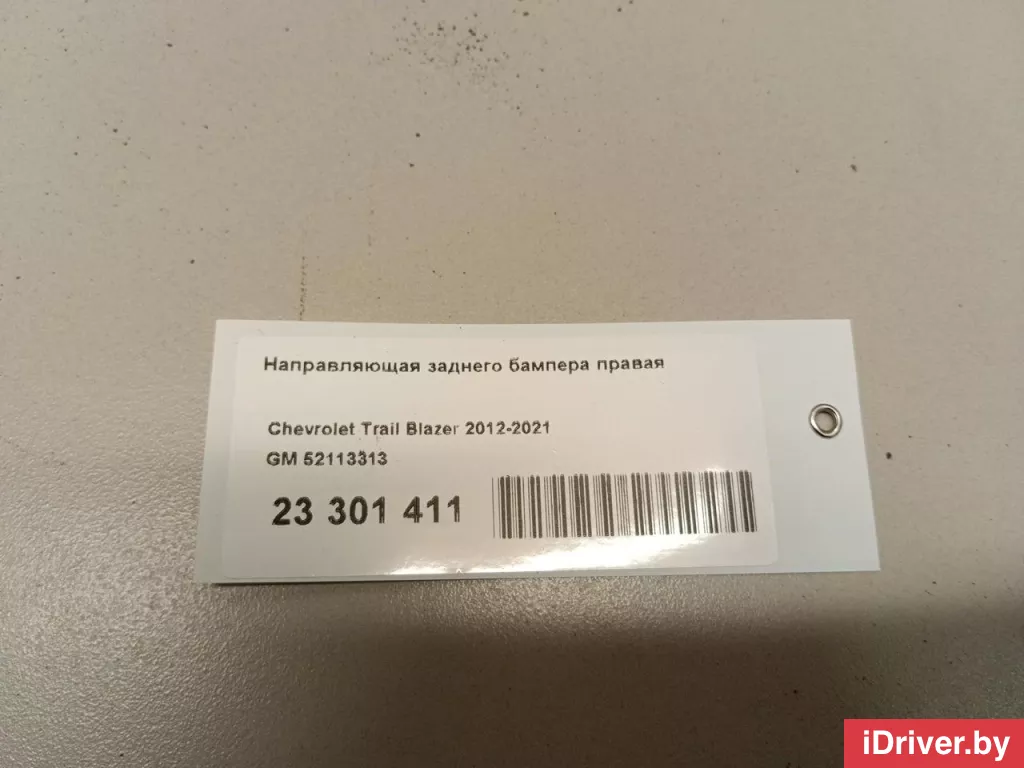 Направляющая заднего бампера правая
Chevrolet Trail Blazer 2012-2021
GM 52113313
23 301 411
iDriver.by